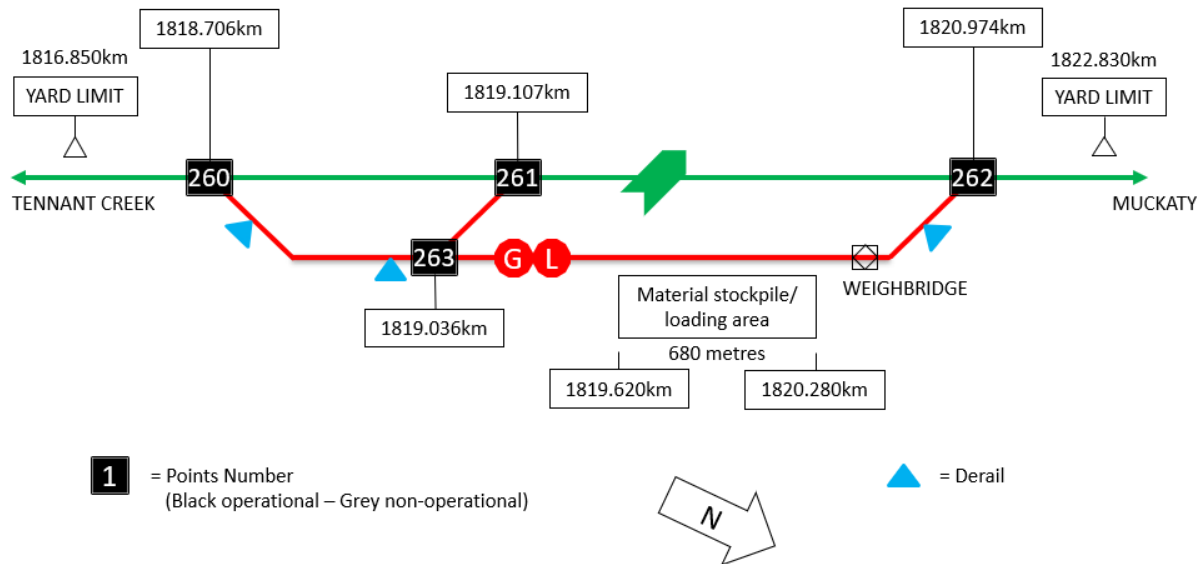 1818.706km
1820.974km
1816.850km
YARD LIMIT
1819.107km
1822.830km
YARD LIMIT
260
261
262
TENNANT CREEK
MUCKATY
263
G
L
WEIGHBRIDGE
1819.036km
Material stockpile/
loading area
680 metres
1819.620km
1820.280km
1
= Points Number
(Black operational – Grey non-operational)
= Derail
N